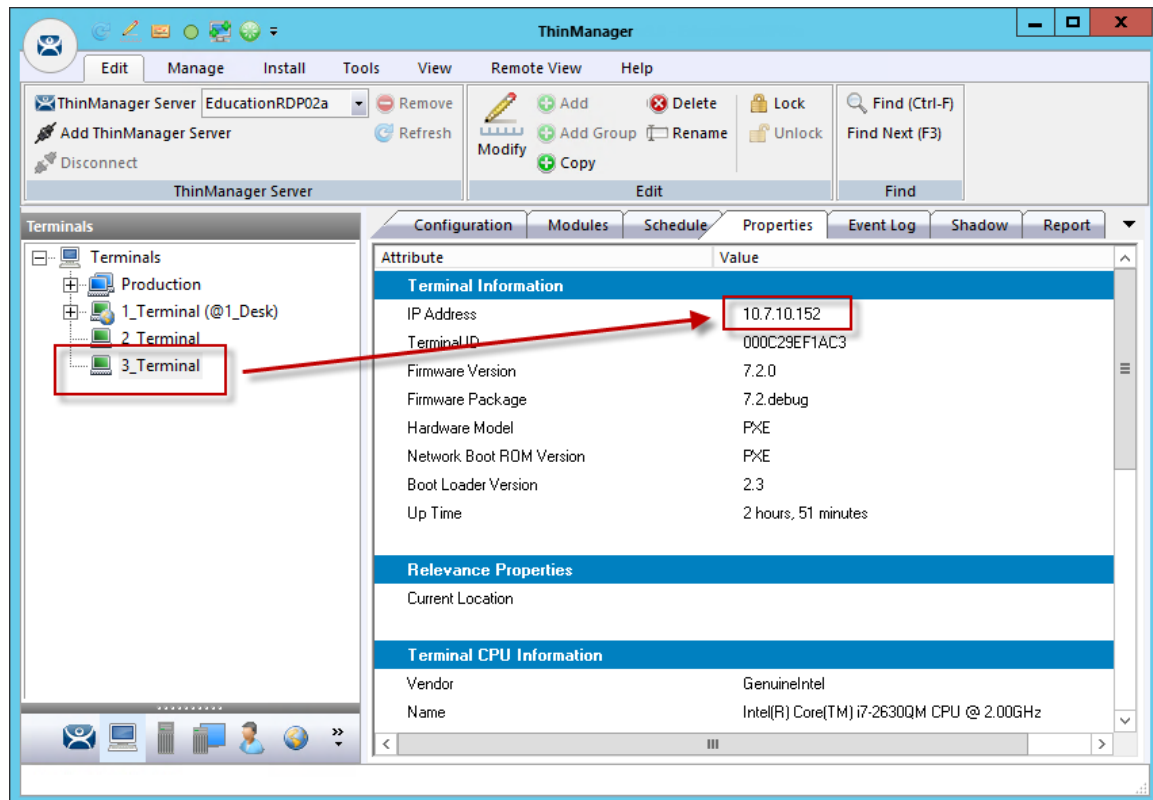 ThinManager
Edit Manage Install Tools View Remote View Help
ThinManager Server EducationRDP02a Remove Add Delete Lock Find (Ctrl-F)
Add ThinManager Server Refresh Modify Add Group Rename Unlock Find Next (F3)
Disconnect Copy
ThinManager Server Edit Find
Terminals Configuration Modules Schedule Properties Event Log Shadow Report
Terminals Attribute Value
Production Terminal Information
1_Terminal (@1_Desk) IP Address 10.7.10.152
2_Terminal Terminal ID 000C29EF1AC3
3_Terminal Firmware Version 7.2.0
Firmware Package 7.2.debug
Hardware Model PXE
Network Boot ROM Version PXE
Boot Loader Version 2.3
Up Time 2 hours, 51 minutes
Relevance Properties
Current Location
Terminal CPU Information
Vendor GenuineIntel
Name Intel(R) Core(TM) i7-2630QM CPU @ 2.00GHz